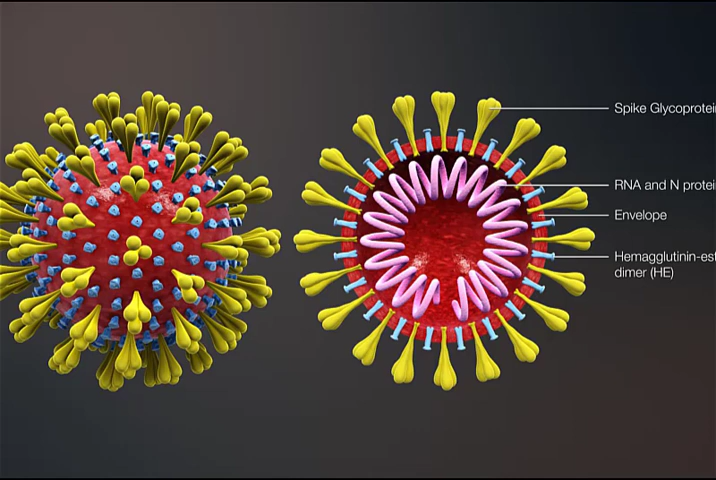 Spike Glycoprotei
RNA and N protei
Envelope
Hemagglutinin-est
dimer (HE)